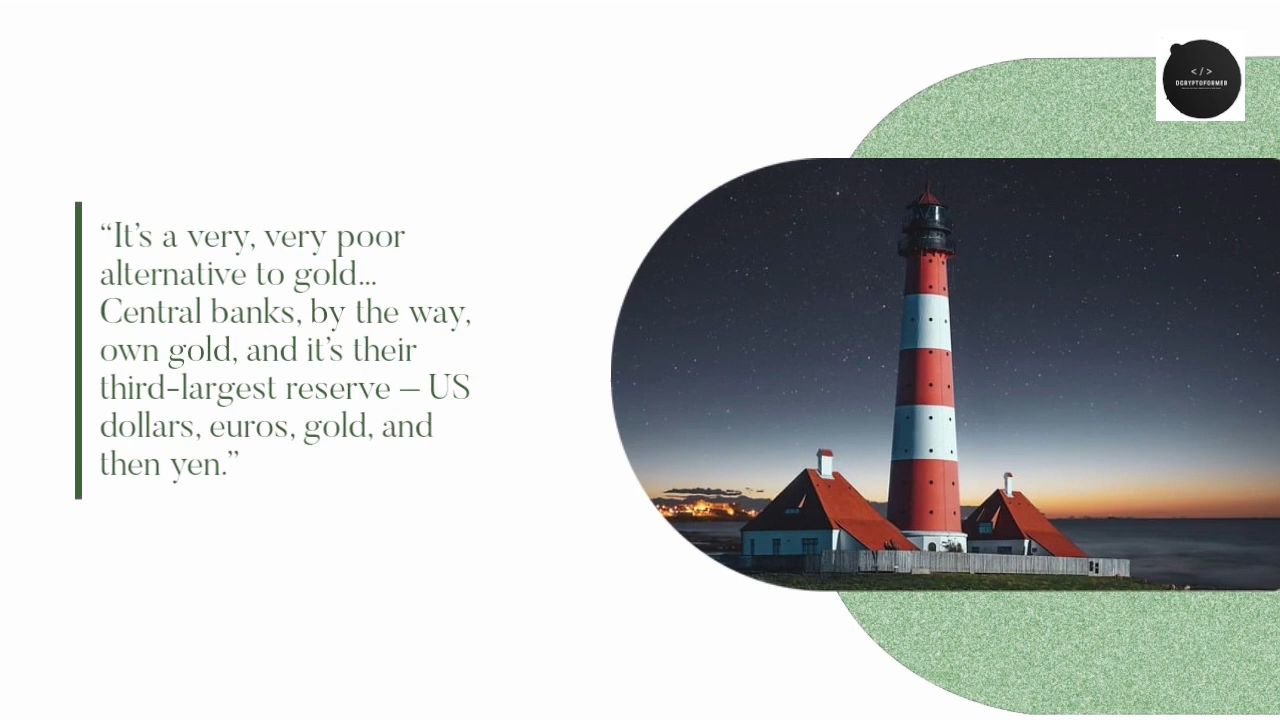 “It’s a very, very poor
alternative to gold...
Central banks, by the way,
own gold, and it’s their
third-largest reserve – US
dollars, euros, gold, and
then yen.”
</>
DCRYPTOFORMER